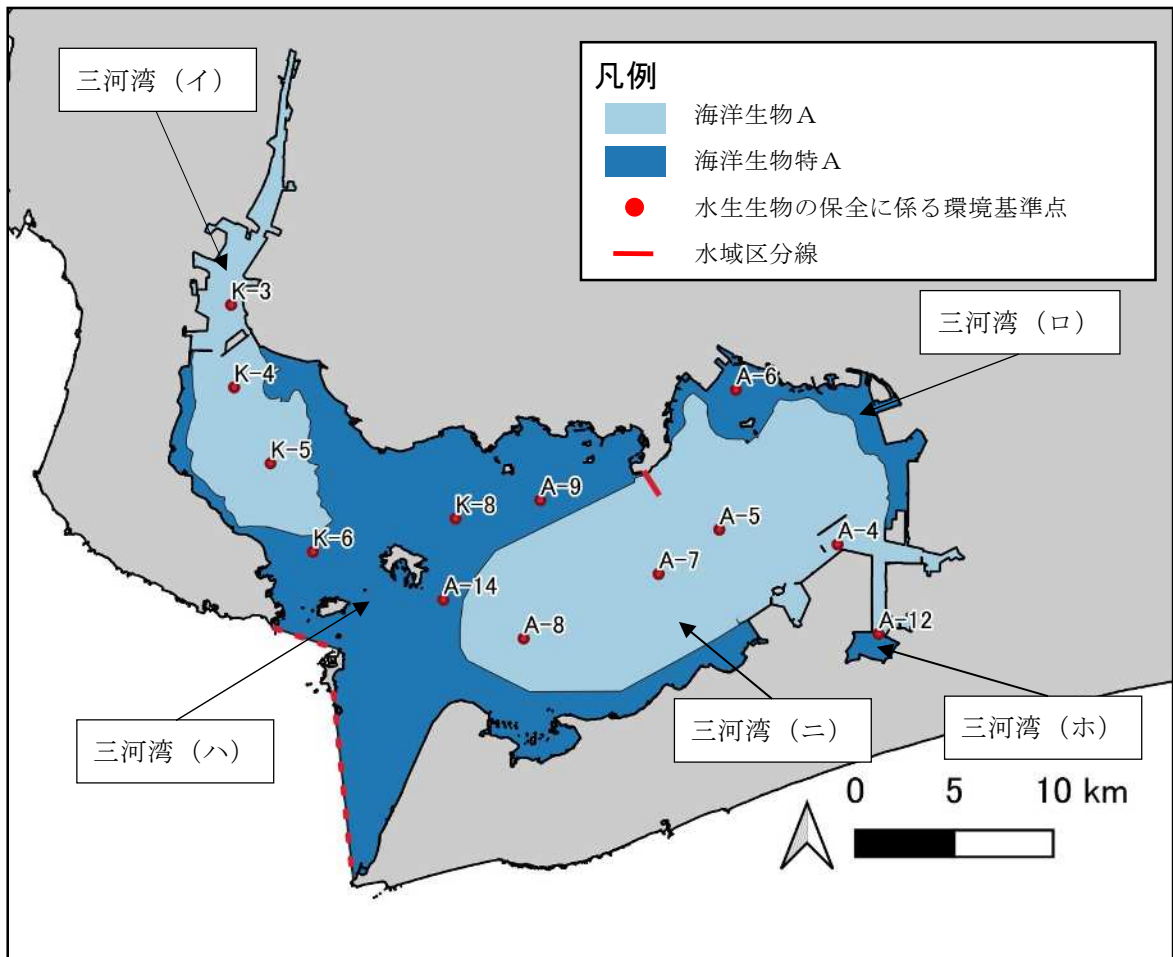 三河湾（イ）
凡例
海洋生物Ａ
海洋生物特Ａ
水生生物の保全に係る環境基準点
水域区分線
三河湾（ロ）
K-3
K-4
A-6
K-5
A-9
K-8
A-5
A-4
K-6
A-7
A-14
A-8
A-12
三河湾（ハ）
三河湾（ニ）
三河湾（ホ）
0 5 10 km